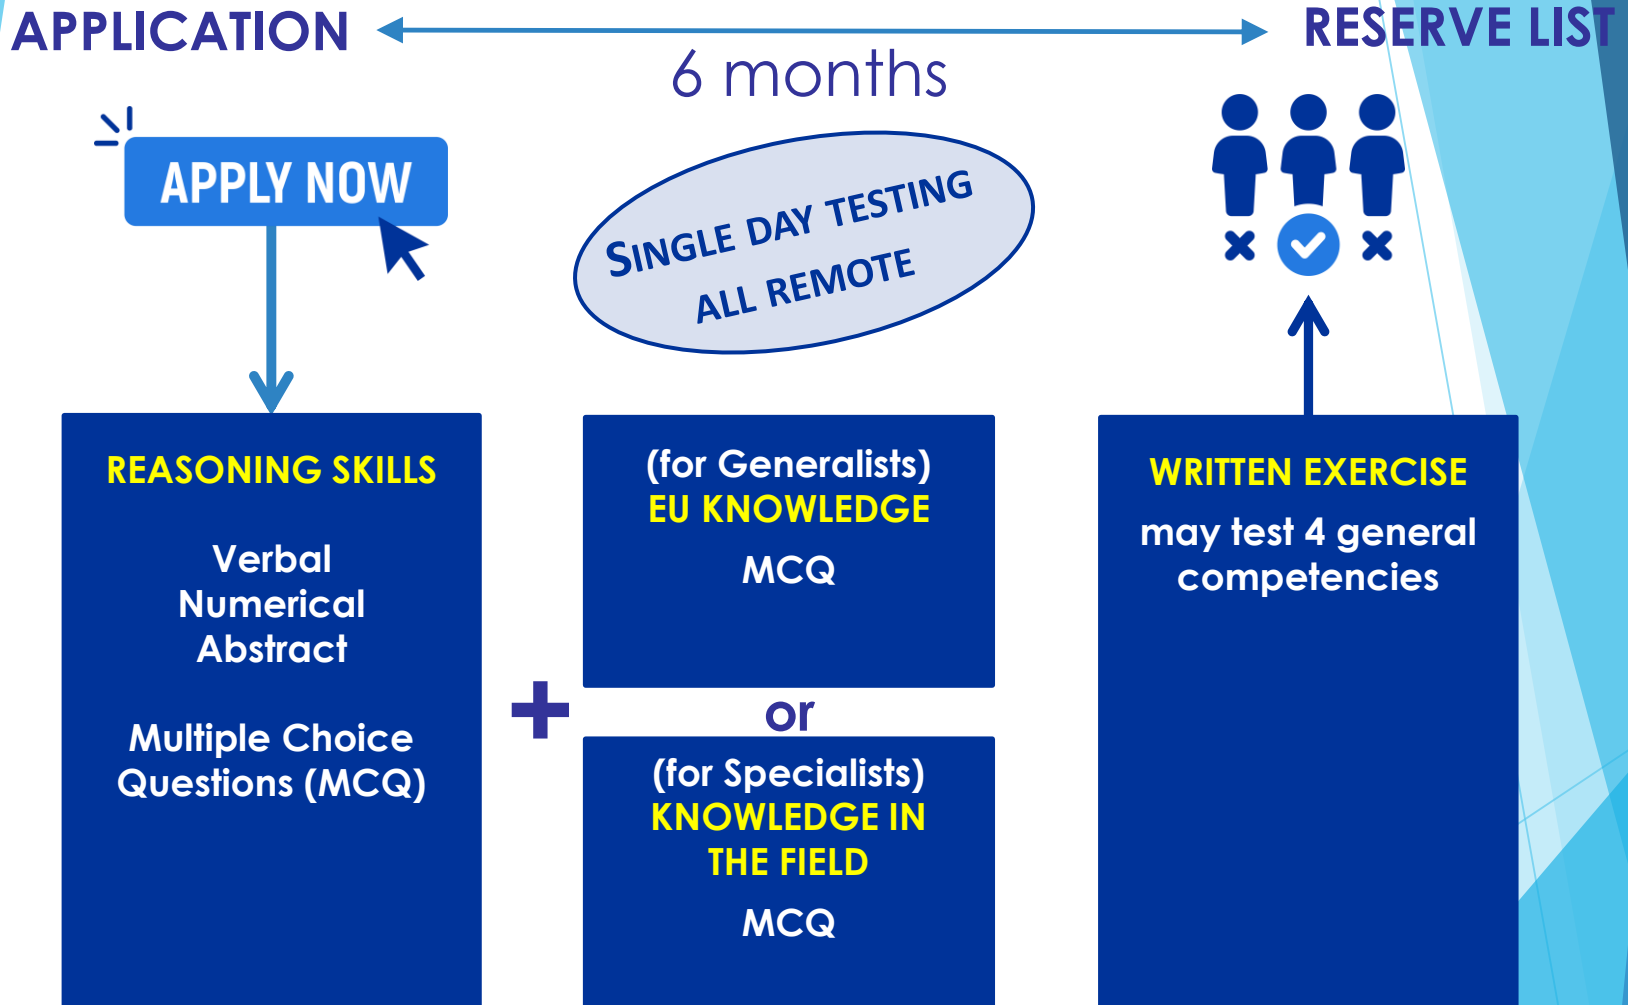 APPLICATION
RESERVE LIST
6 months
APPLY NOW
SINGLE DAY TESTING
ALL REMOTE
REASONING SKILLS
Verbal
Numerical
Abstract
Multiple Choice
Questions (MCQ)
+
(for Generalists)
EU KNOWLEDGE
MCQ
or
(for Specialists)
KNOWLEDGE IN
THE FIELD
MCQ
WRITTEN EXERCISE
may test 4 general
competencies